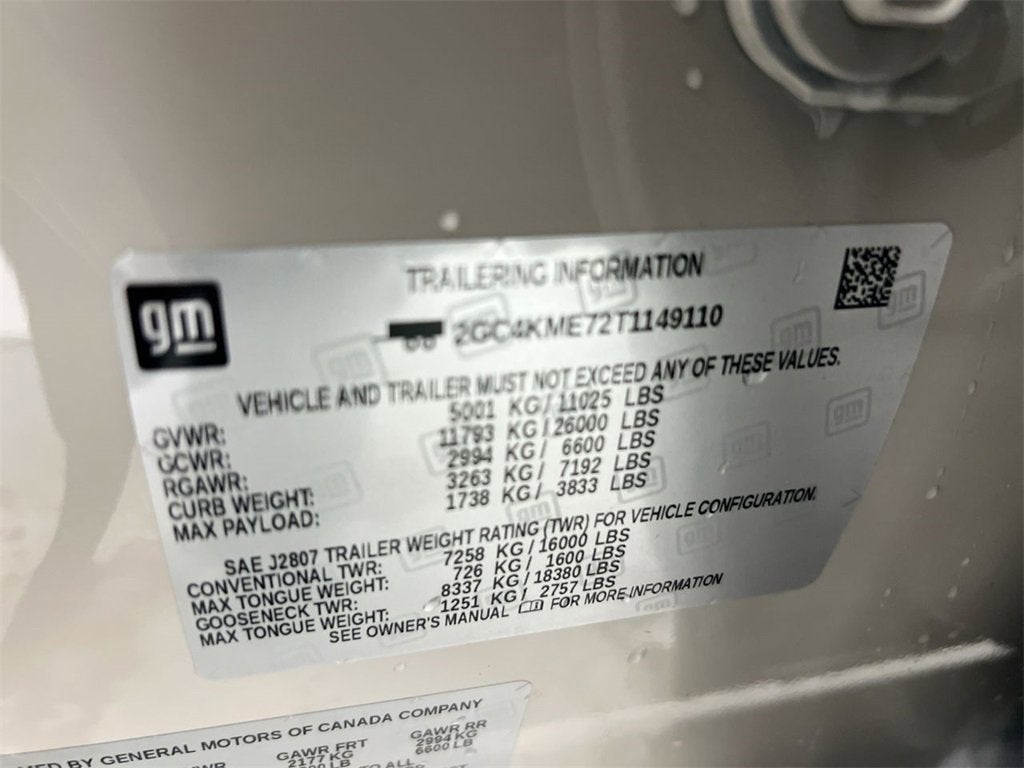 gm
TRAILERING INFORMATION
2GC4KME72T1149110
VEHICLE AND TRAILER MUST NOT EXCEED ANY OF THESE VALUES.
GVWR: 5001 KG / 11025 LBS
GCWR: 11793 KG / 26000 LBS
RGAWR: 2994 KG / 6600 LBS
CURB WEIGHT: 3263 KG / 7192 LBS
MAX PAYLOAD: 1738 KG / 3833 LBS
SAE J2807 TRAILER WEIGHT RATING (TWR) FOR VEHICLE CONFIGURATION.
CONVENTIONAL TWR: 7258 KG / 16000 LBS
MAX TONGUE WEIGHT: 726 KG / 1600 LBS
GOOSENECK TWR: 8337 KG / 18380 LBS
MAX TONGUE WEIGHT: 1251 KG / 2757 LBS
SEE OWNER'S MANUAL FOR MORE INFORMATION
BY GENERAL MOTORS OF CANADA COMPANY
GAWR FRT GAWR RR
2177 KG 2994 KG
6600 LB
TO ALL